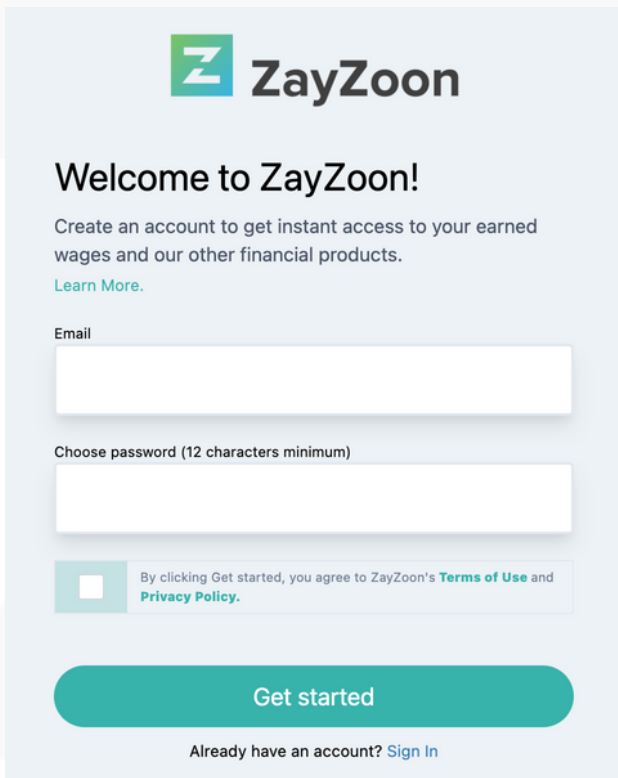 Z ZayZoon
Welcome to ZayZoon!
Create an account to get instant access to your earned
wages and our other financial products.
Learn More.
Email
Choose password (12 characters minimum)
By clicking Get started, you agree to ZayZoon's Terms of Use and
Privacy Policy.
Get started
Already have an account? Sign In